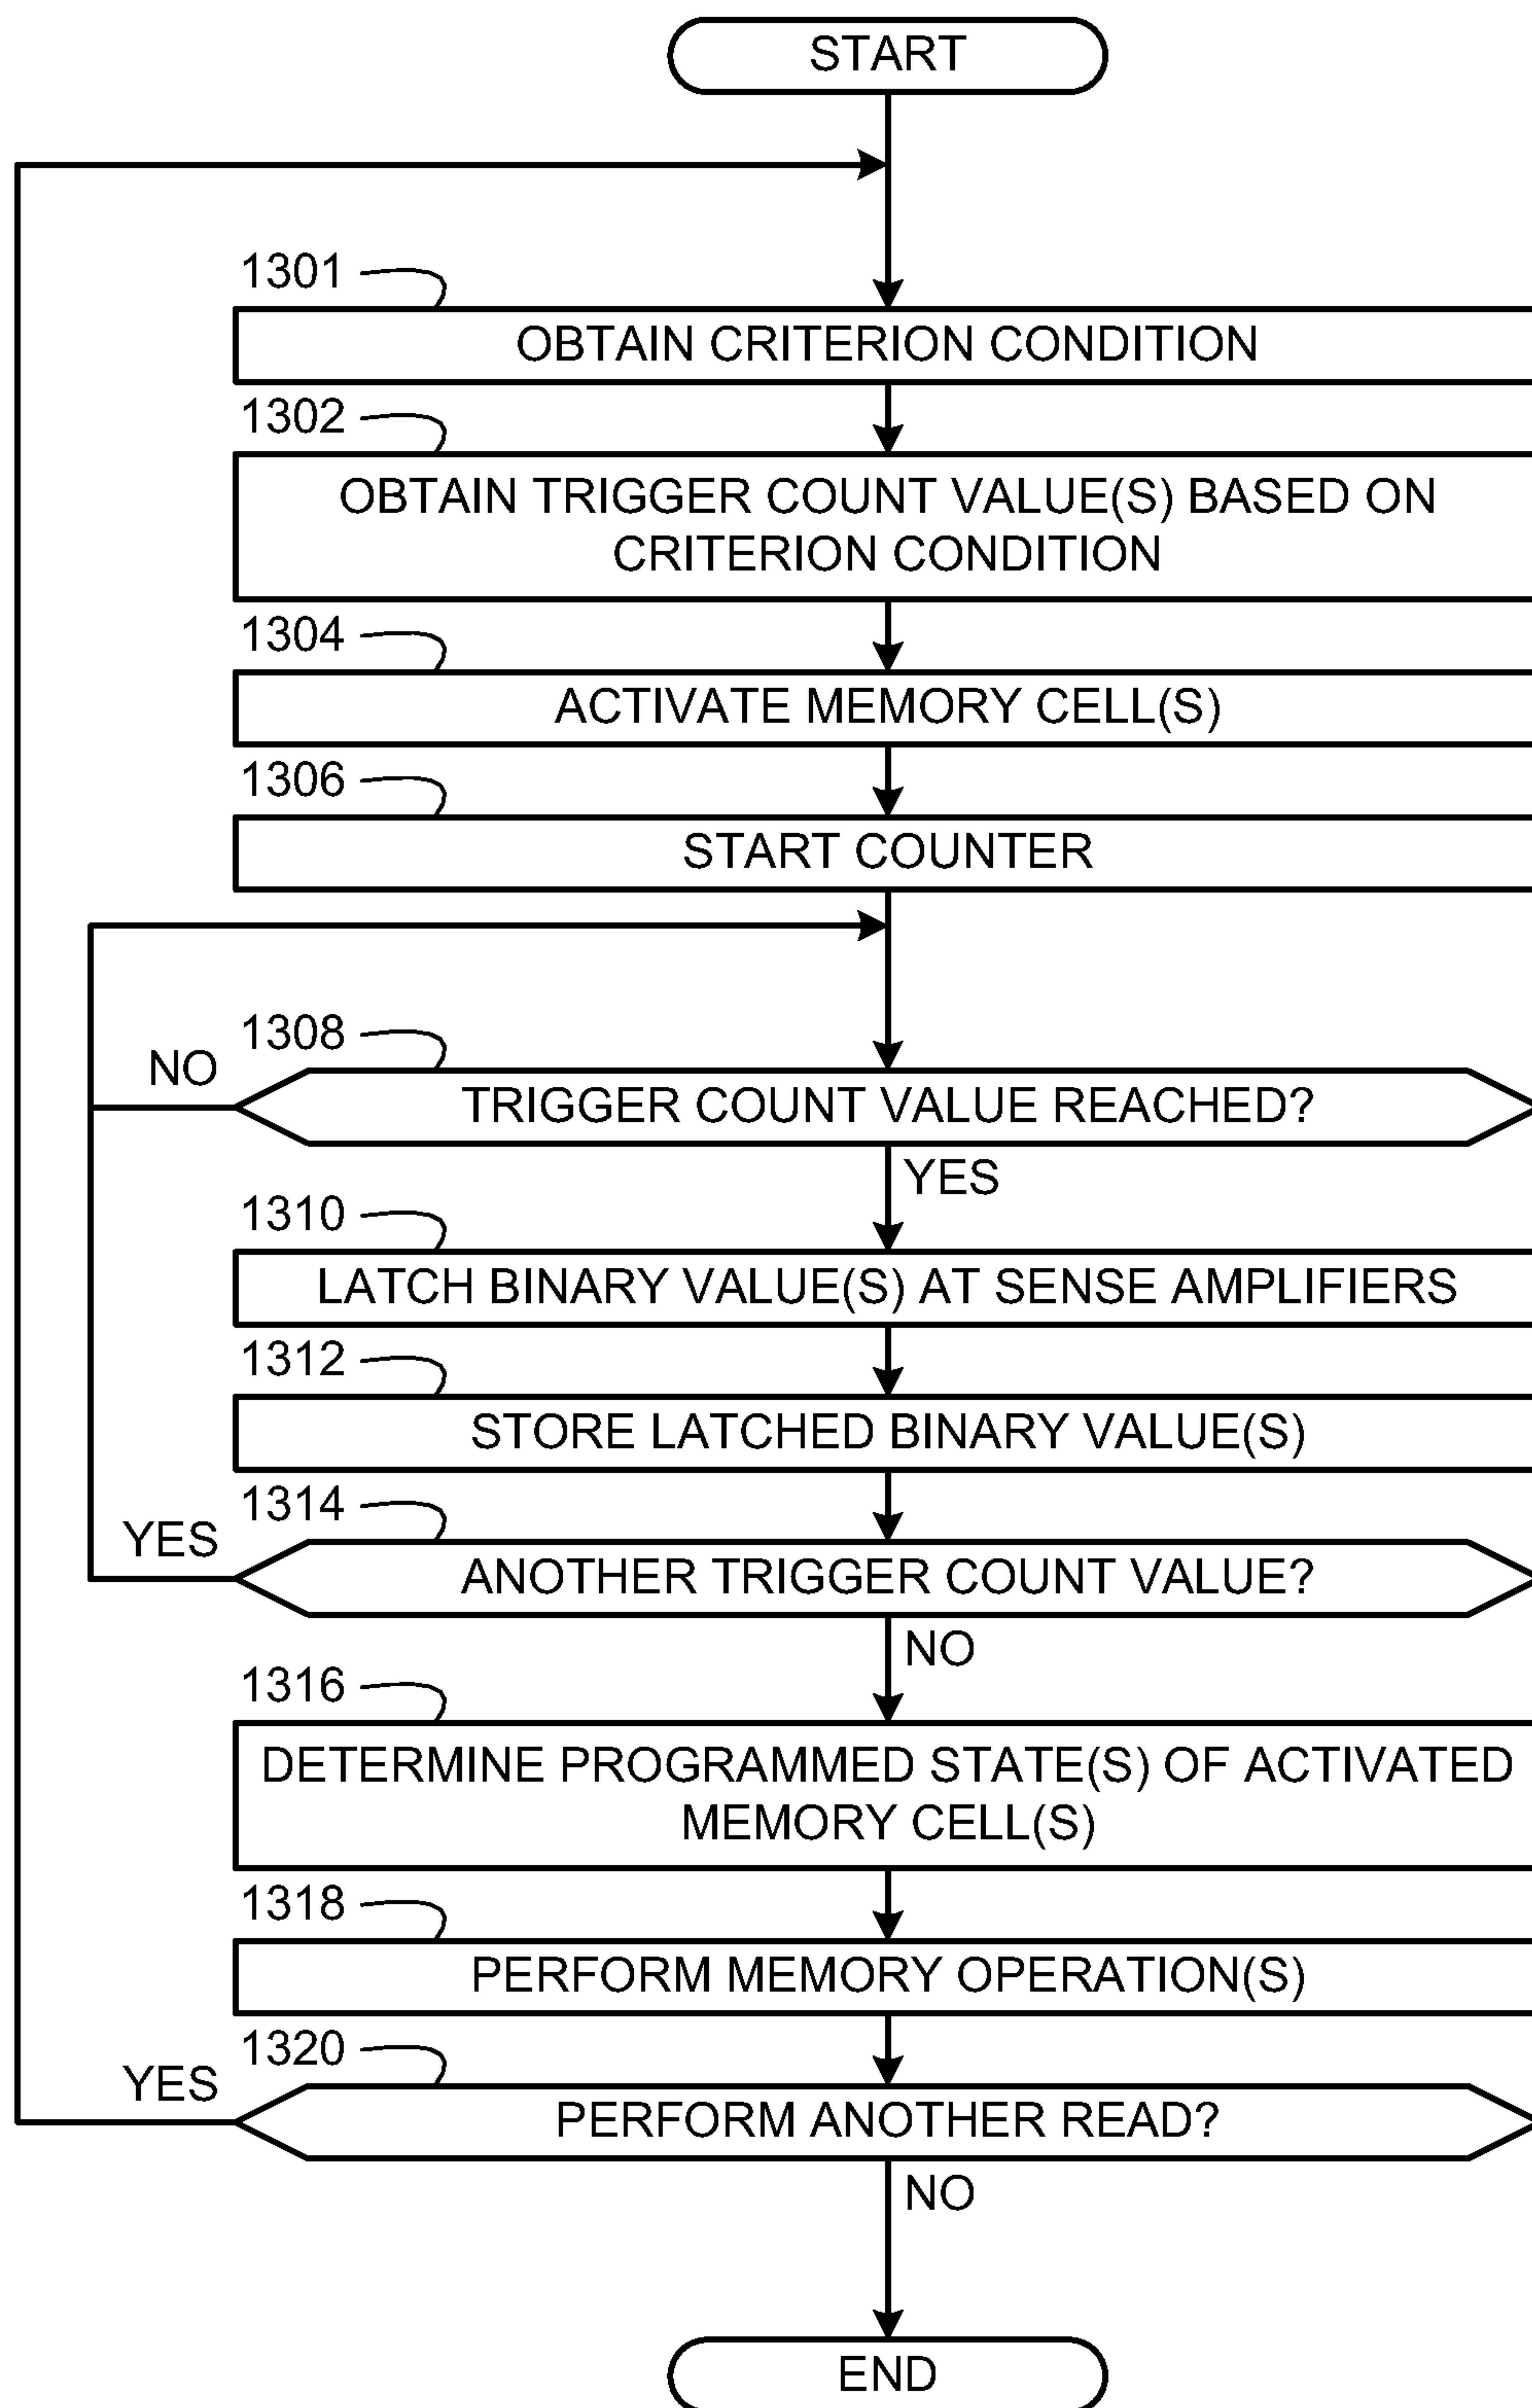 START
1301
OBTAIN CRITERION CONDITION
1302
OBTAIN TRIGGER COUNT VALUE(S) BASED ON
CRITERION CONDITION
1304
ACTIVATE MEMORY CELL(S)
1306
START COUNTER
1308
NO
TRIGGER COUNT VALUE REACHED?
YES
1310
LATCH BINARY VALUE(S) AT SENSE AMPLIFIERS
1312
STORE LATCHED BINARY VALUE(S)
1314
YES
ANOTHER TRIGGER COUNT VALUE?
NO
1316
DETERMINE PROGRAMMED STATE(S) OF ACTIVATED
MEMORY CELL(S)
1318
PERFORM MEMORY OPERATION(S)
1320
YES
PERFORM ANOTHER READ?
NO
END